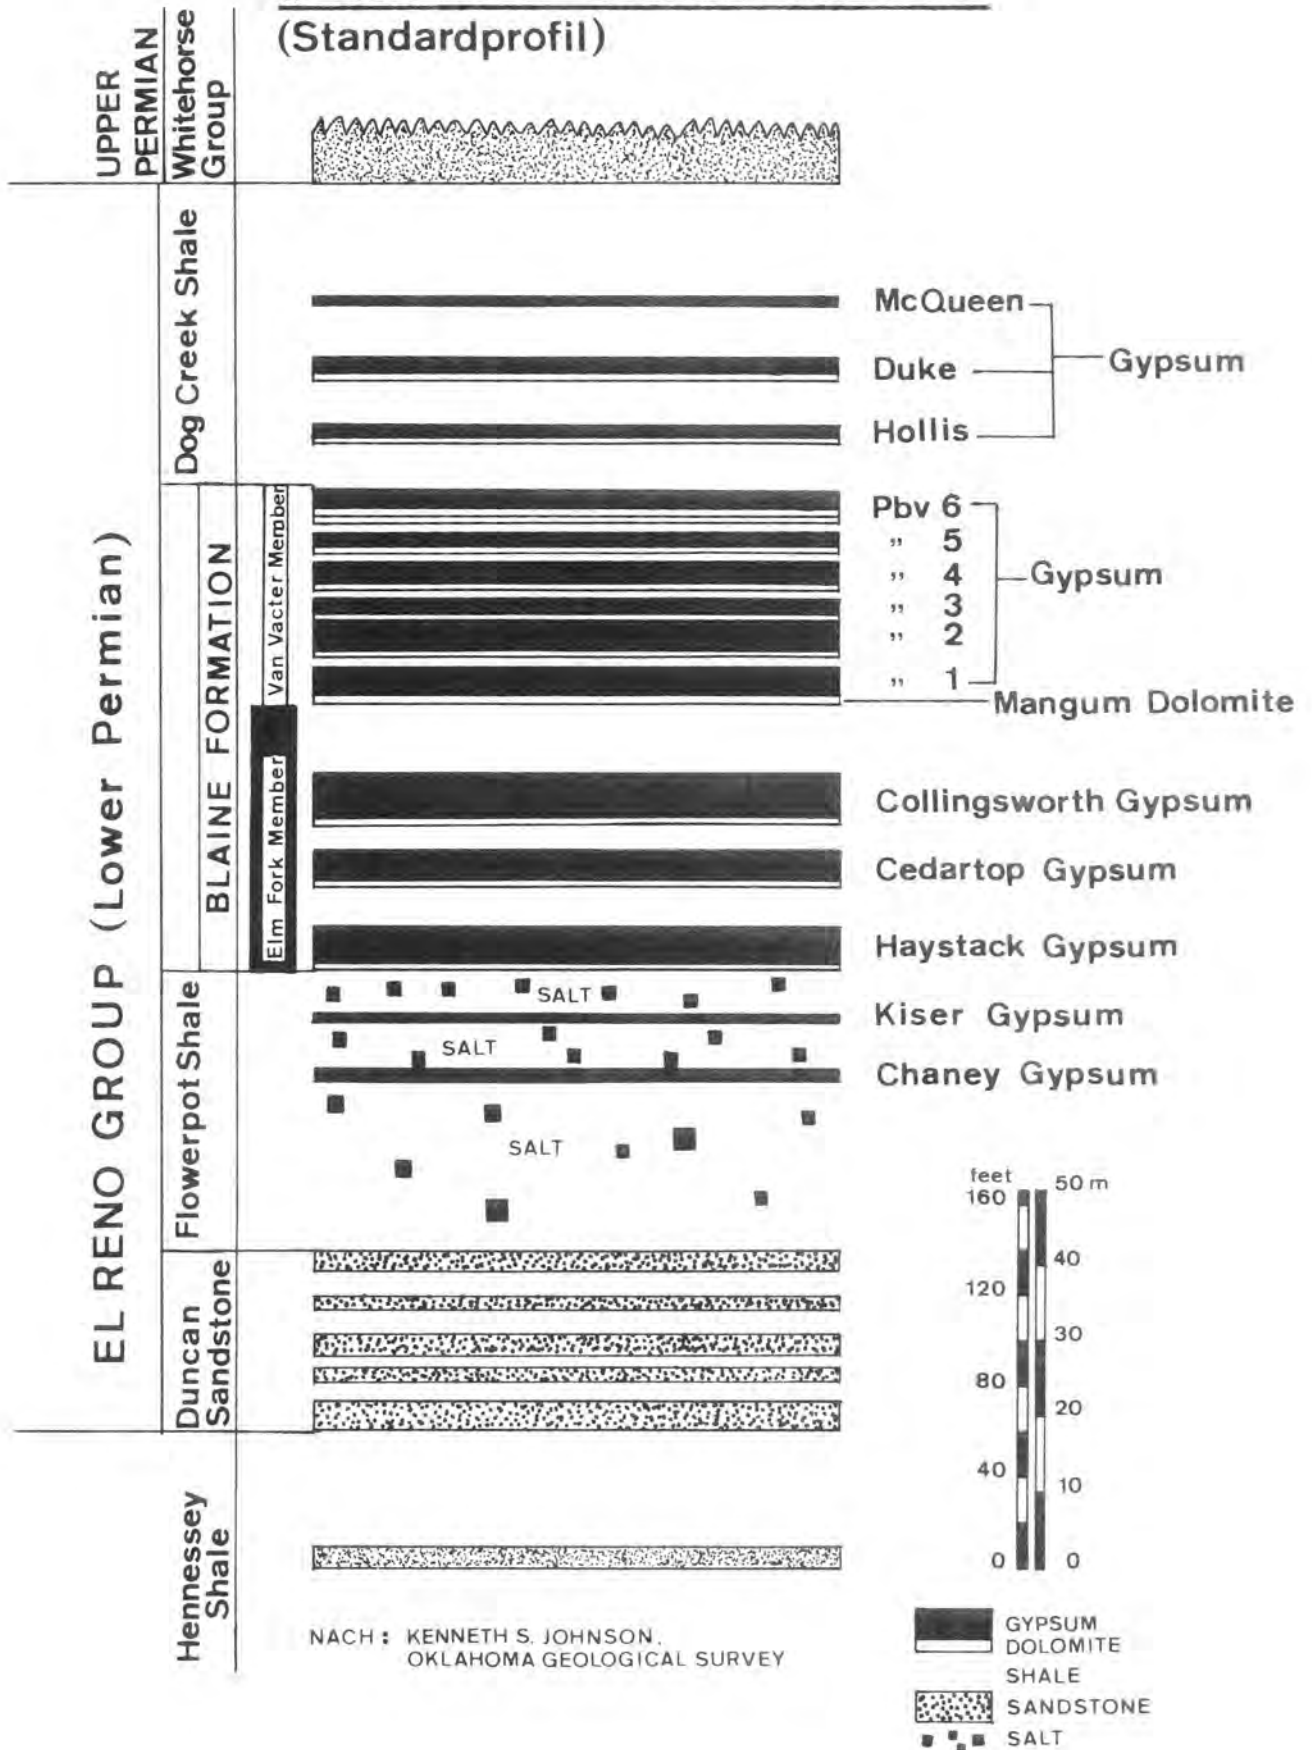 (Standardprofil)
UPPER
PERMIAN
Whitehorse
Group
EL RENO GROUP (Lower Permian)
Dog Creek Shale
McQueen
Duke
Hollis
Gypsum
BLAINE FORMATION
Van Vacter Member
Pbv 6
" 5
" 4
" 3
" 2
" 1
Gypsum
Mangum Dolomite
Elm Fork Member
Collingsworth Gypsum
Cedartop Gypsum
Haystack Gypsum
Flowerpot Shale
SALT
Kiser Gypsum
SALT
Chaney Gypsum
SALT
Duncan
Sandstone
Hennessey
Shale
feet
160
120
80
40
0
50 m
40
30
20
10
0
NACH: KENNETH S. JOHNSON,
OKLAHOMA GEOLOGICAL SURVEY
GYPSUM
DOLOMITE
SHALE
SANDSTONE
SALT